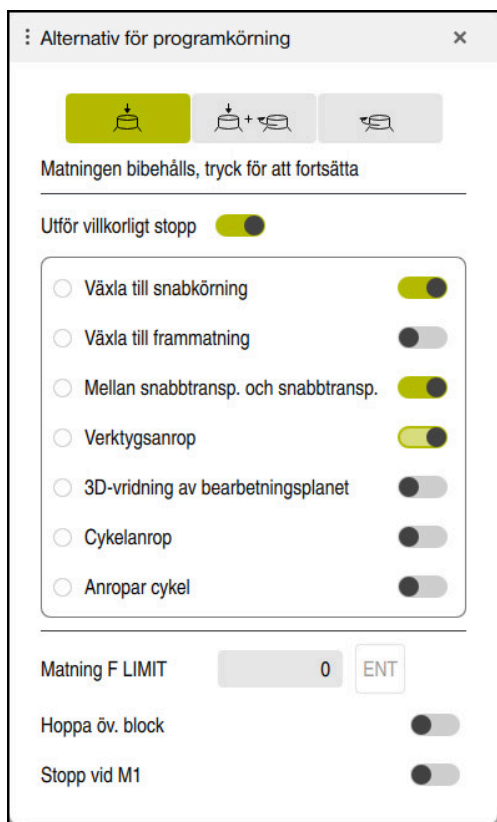 Alternativ för programkörning
Matningen bibehålls, tryck för att fortsätta
Utför villkorligt stopp
Växla till snabkörning
Växla till frammatning
Mellan snabbtransp. och snabbtransp.
Verktygsanrop
3D-vridning av bearbetningsplanet
Cykelanrop
Anropar cykel
Matning F LIMIT 0 ENT
Hoppa öv. block
Stopp vid M1